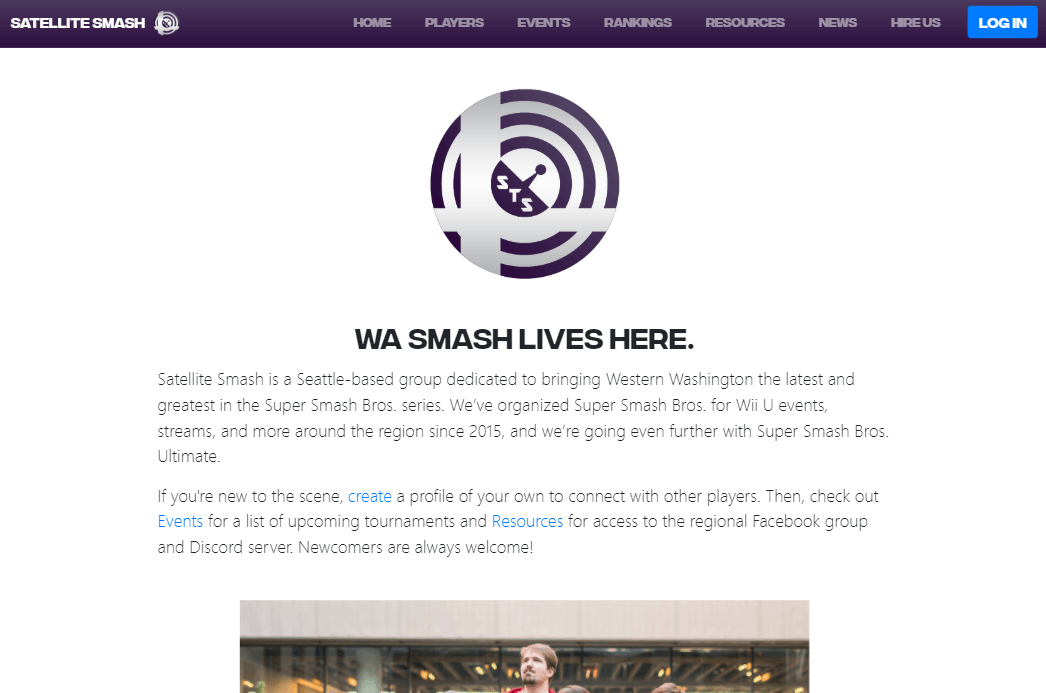 SATELLITE SMASH
HOME PLAYERS EVENTS RANKINGS RESOURCES NEWS HIRE US LOG IN
STS
WA SMASH LIVES HERE.
Satellite Smash is a Seattle-based group dedicated to bringing Western Washington the latest and
greatest in the Super Smash Bros. series. We’ve organized Super Smash Bros. for Wii U events,
streams, and more around the region since 2015, and we’re going even further with Super Smash Bros.
Ultimate.
If you're new to the scene, create a profile of your own to connect with other players. Then, check out
Events for a list of upcoming tournaments and Resources for access to the regional Facebook group
and Discord server. Newcomers are always welcome!